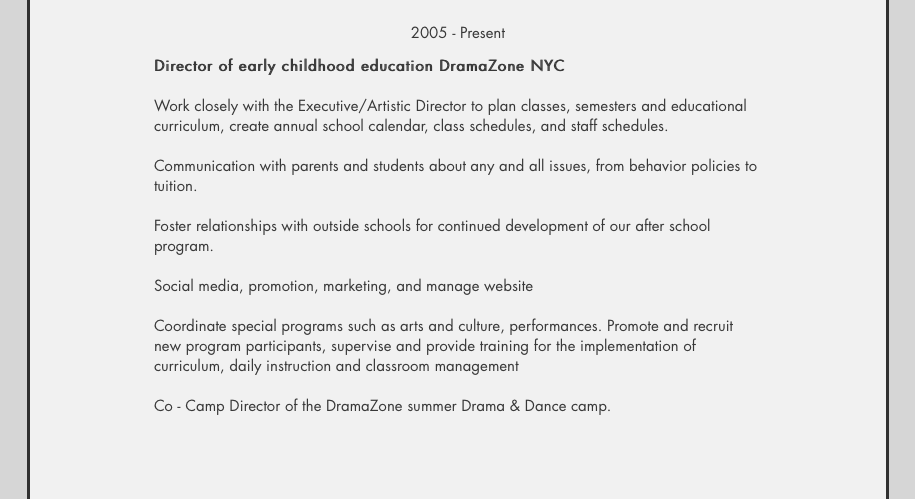 2005 - Present
Director of early childhood education DramaZone NYC
Work closely with the Executive/Artistic Director to plan classes, semesters and educational
curriculum, create annual school calendar, class schedules, and staff schedules.
Communication with parents and students about any and all issues, from behavior policies to
tuition.
Foster relationships with outside schools for continued development of our after school
program.
Social media, promotion, marketing, and manage website
Coordinate special programs such as arts and culture, performances. Promote and recruit
new program participants, supervise and provide training for the implementation of
curriculum, daily instruction and classroom management
Co - Camp Director of the DramaZone summer Drama & Dance camp.